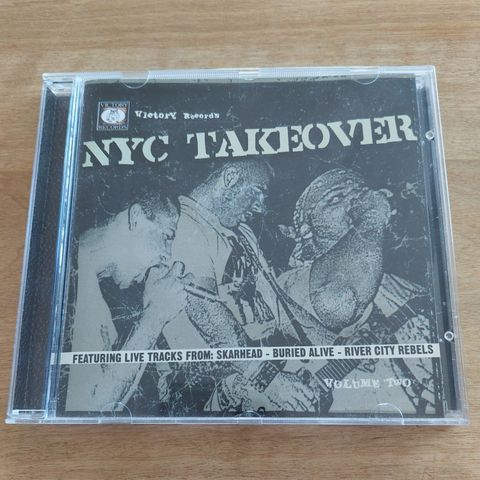 VICTORY
RECORDS
Victory Records
NYC TAKEOVER
FEATURING LIVE TRACKS FROM: SKARHEAD - BURIED ALIVE - RIVER CITY REBELS
VOLUME TWO